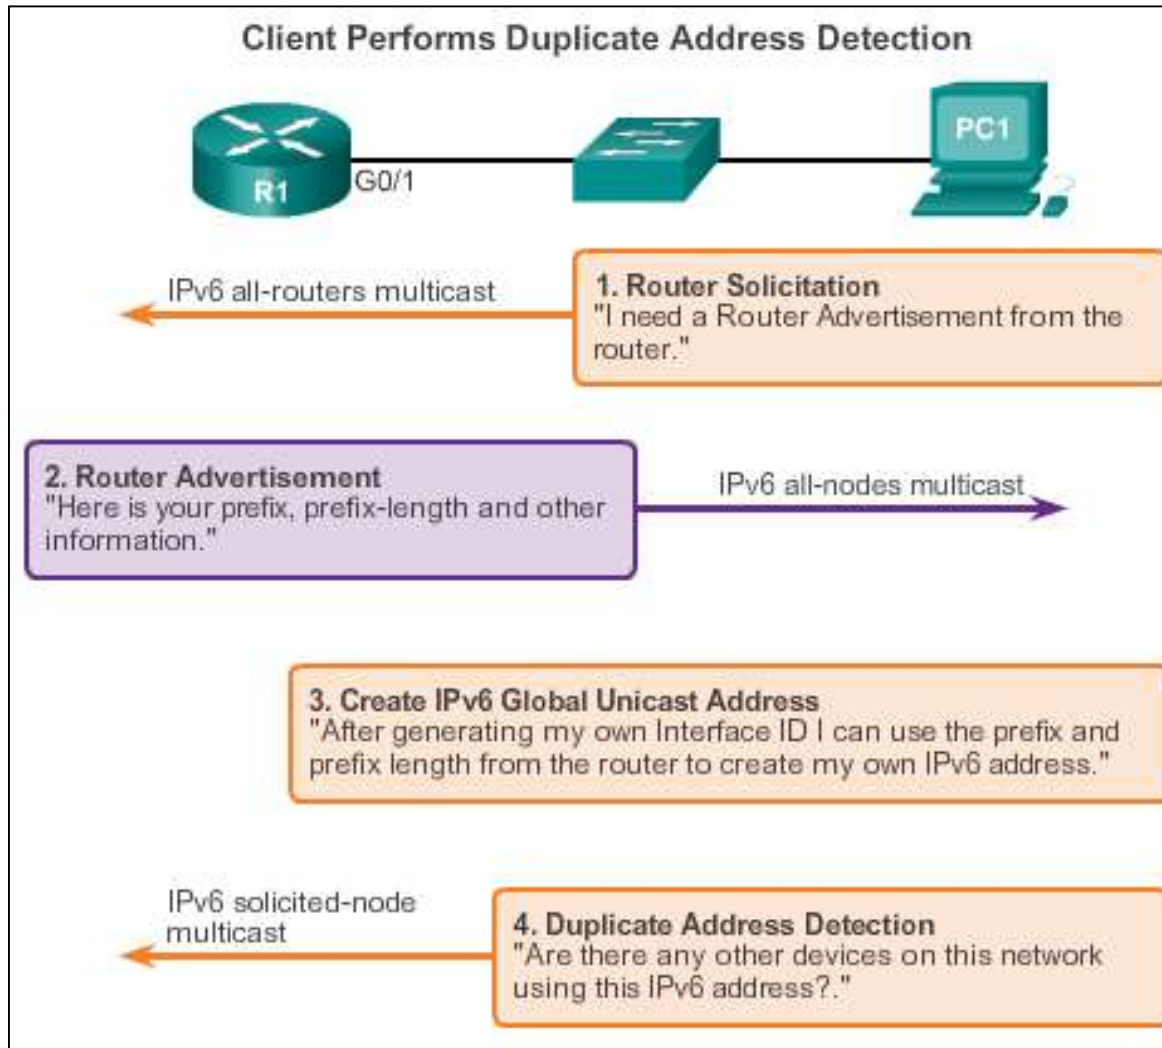 Client Performs Duplicate Address Detection
R1
G0/1
PC1
IPv6 all-routers multicast
1. Router Solicitation
"I need a Router Advertisement from the
router."
2. Router Advertisement
"Here is your prefix, prefix-length and other
information."
IPv6 all-nodes multicast
3. Create IPv6 Global Unicast Address
"After generating my own Interface ID I can use the prefix and
prefix length from the router to create my own IPv6 address."
IPv6 solicited-node
multicast
4. Duplicate Address Detection
"Are there any other devices on this network
using this IPv6 address?."